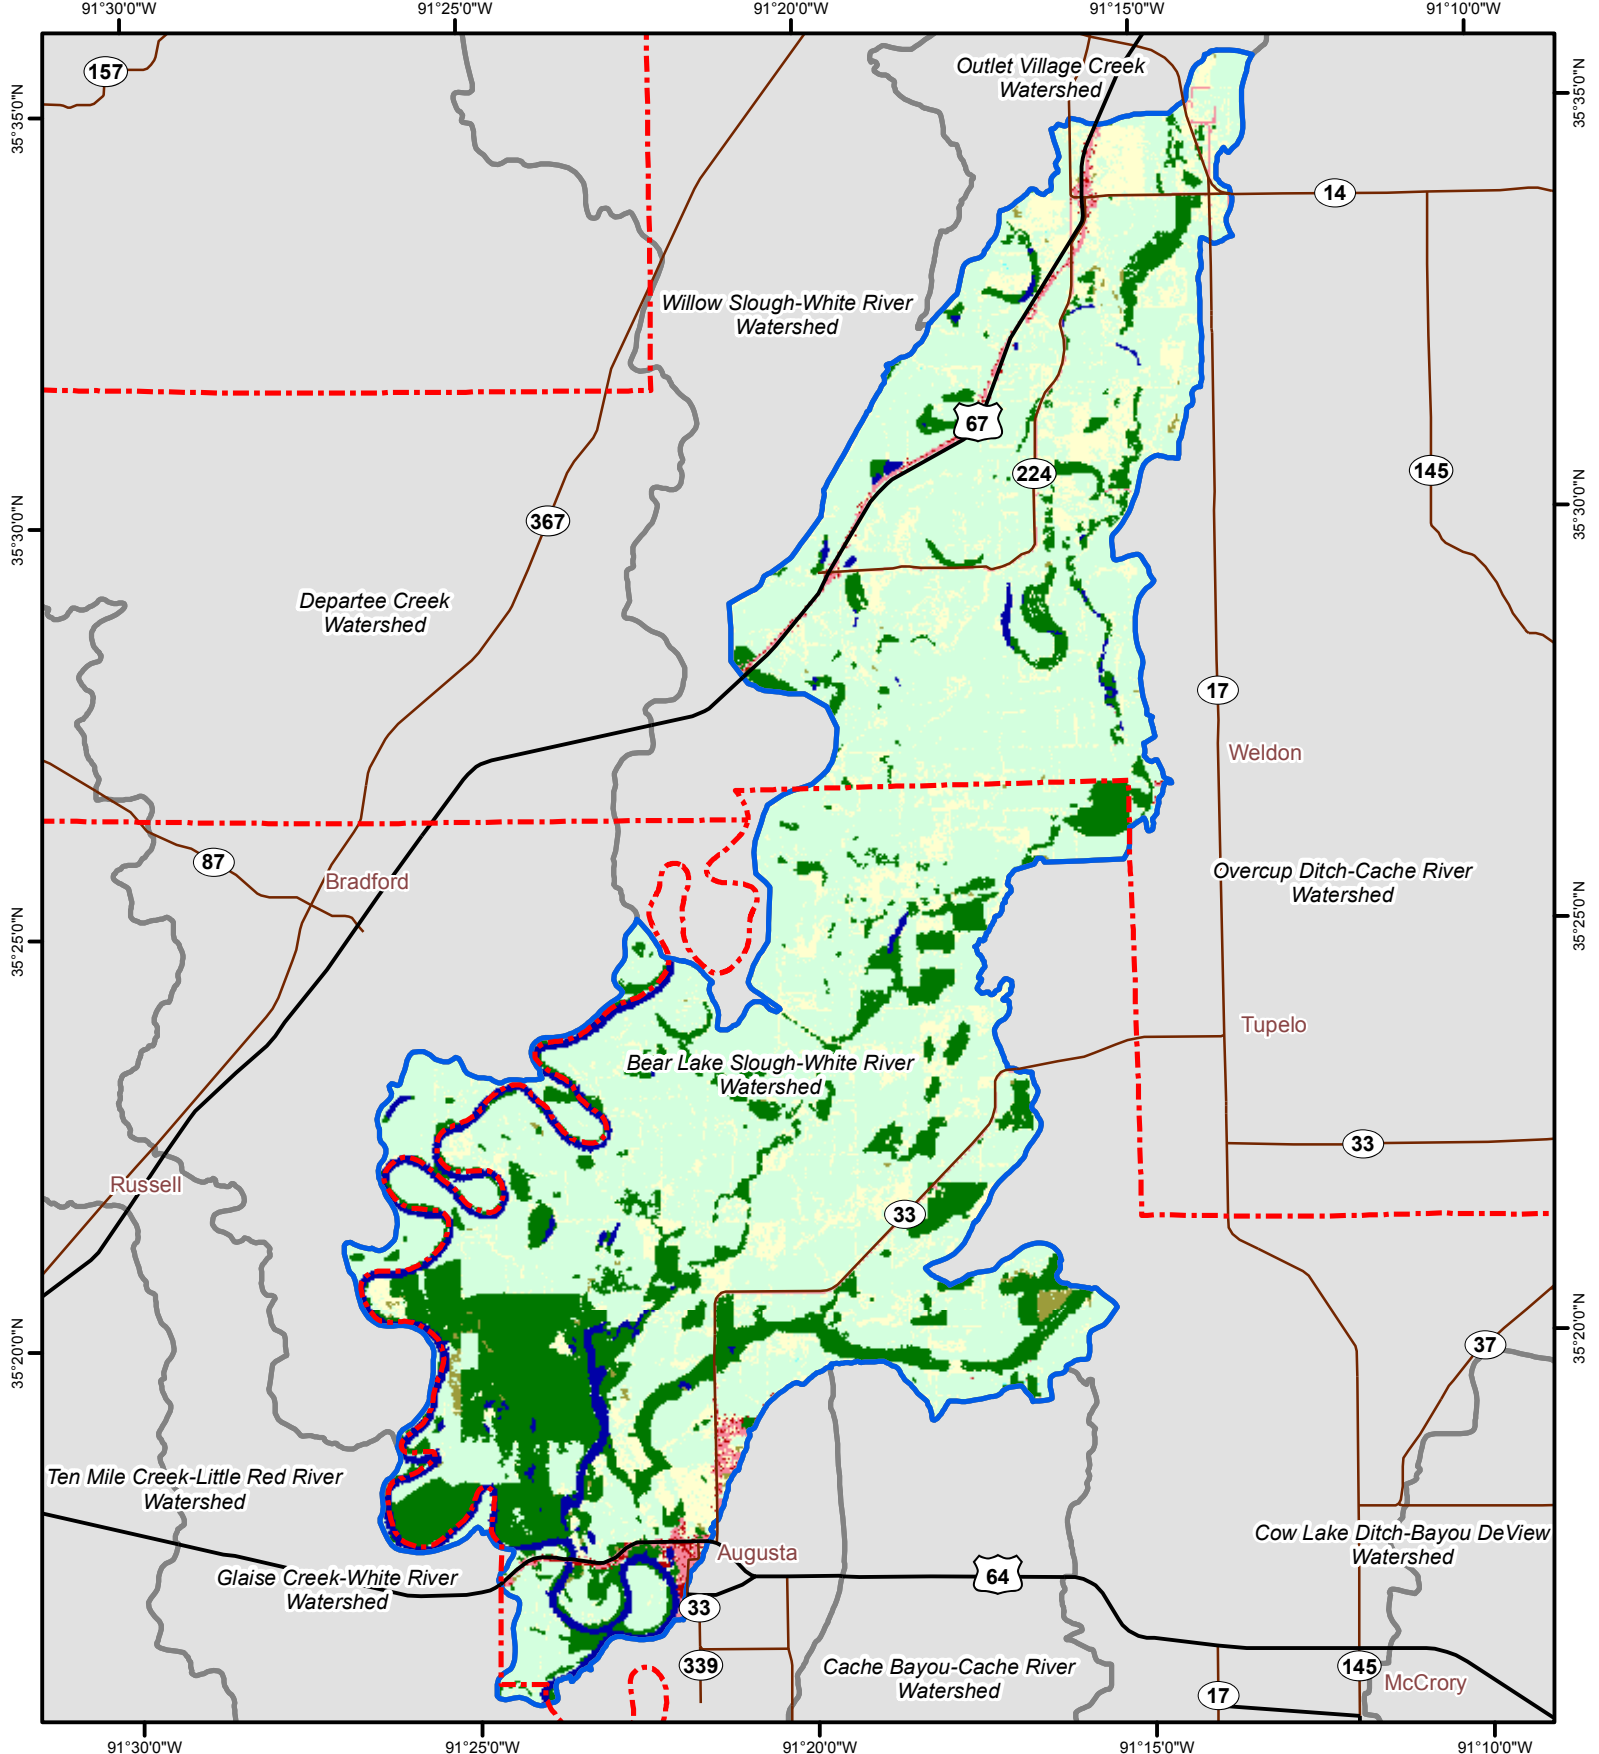 91°30'0"W
91°25'0"W
91°20'0"W
91°15'0"W
91°10'0"W
157
Outlet Village Creek
Watershed
35°35'0"N
35°35'0"N
14
Willow Slough-White River
Watershed
67
224
145
35°30'0"N
35°30'0"N
367
Departee Creek
Watershed
17
Weldon
87
Bradford
Overcup Ditch-Cache River
Watershed
35°25'0"N
35°25'0"N
Tupelo
Bear Lake Slough-White River
Watershed
33
Russell
33
35°20'0"N
35°20'0"N
37
Ten Mile Creek-Little Red River
Watershed
Cow Lake Ditch-Bayou DeView
Watershed
Augusta
Glaise Creek-White River
Watershed
64
33
339
Cache Bayou-Cache River
Watershed
145
McCrory
17
91°30'0"W
91°25'0"W
91°20'0"W
91°15'0"W
91°10'0"W